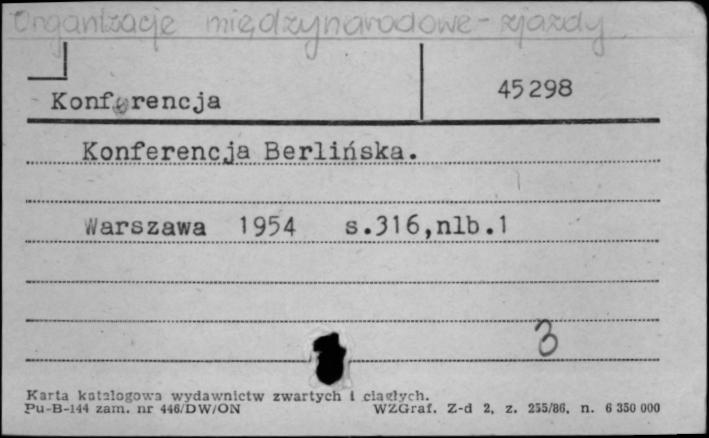 Organizacje międzynarodowe - zjazdy
Konferencja
45298
Konferencja Berlińska.
Warszawa 1954 s.316,nlb.1
3
Karta katalogowa wydawnictw zwartych i ciągłych.
Pu-B-144 zam. nr 446/DW/ON WZGraf. Z-d 2, z. 255/86, n. 6 350 000